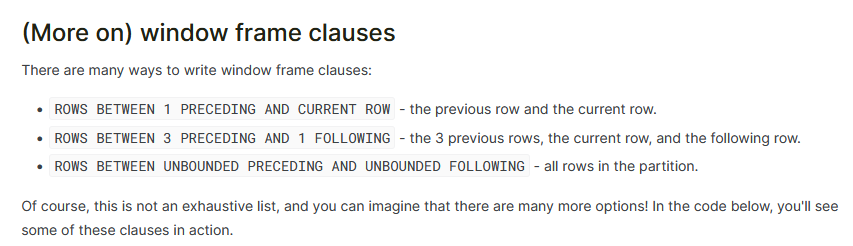 (More on) window frame clauses
There are many ways to write window frame clauses:
• ROWS BETWEEN 1 PRECEDING AND CURRENT ROW - the previous row and the current row.
• ROWS BETWEEN 3 PRECEDING AND 1 FOLLOWING - the 3 previous rows, the current row, and the following row.
• ROWS BETWEEN UNBOUNDED PRECEDING AND UNBOUNDED FOLLOWING - all rows in the partition.
Of course, this is not an exhaustive list, and you can imagine that there are many more options! In the code below, you'll see
some of these clauses in action.